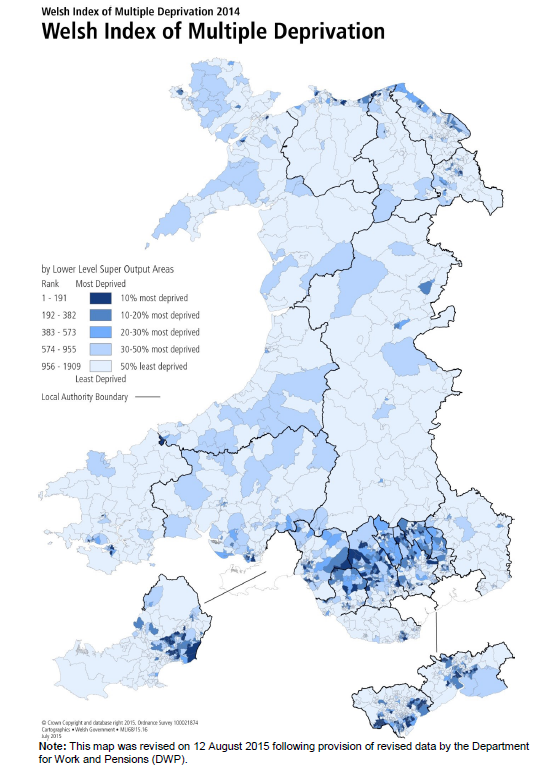 Welsh Index of Multiple Deprivation 2014
Welsh Index of Multiple Deprivation
by Lower Level Super Output Areas
Rank Most Deprived
1 - 191 10% most deprived
192 - 382 10-20% most deprived
383 - 573 20-30% most deprived
574 - 955 30-50% most deprived
956 - 1909 50% least deprived
Least Deprived
Local Authority Boundary
© Crown Copyright and database right 2015. Ordnance Survey 100021874
Cartographics • Welsh Government • ML/68/15.16
July 2015
Note: This map was revised on 12 August 2015 following provision of revised data by the Department
for Work and Pensions (DWP).